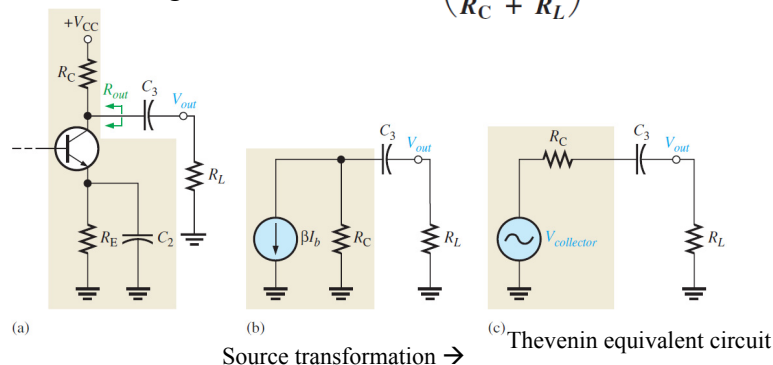 (R_C + R_L)
+V_CC
R_C
R_out
C_3
V_out
R_L
R_E
C_2
(a)
C_3
V_out
βI_b
R_C
R_L
(b)
R_C
C_3
V_out
V_collector
R_L
(c)
Source transformation →
Thevenin equivalent circuit